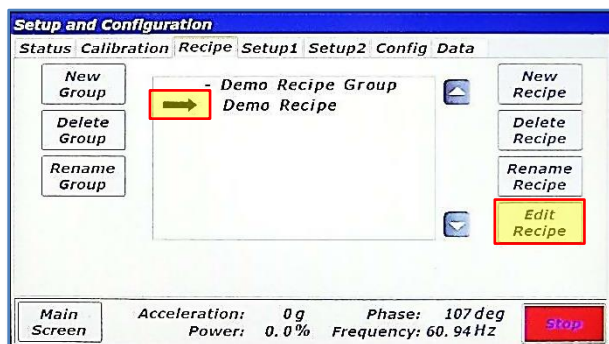 Setup and Configuration
Status Calibration Recipe Setup1 Setup2 Config Data
New
Group
Delete
Group
Rename
Group
- Demo Recipe Group
Demo Recipe
New
Recipe
Delete
Recipe
Rename
Recipe
Edit
Recipe
Main
Screen
Acceleration: 0 g Phase: 107 deg
Power: 0.0% Frequency: 60.94 Hz
Stop